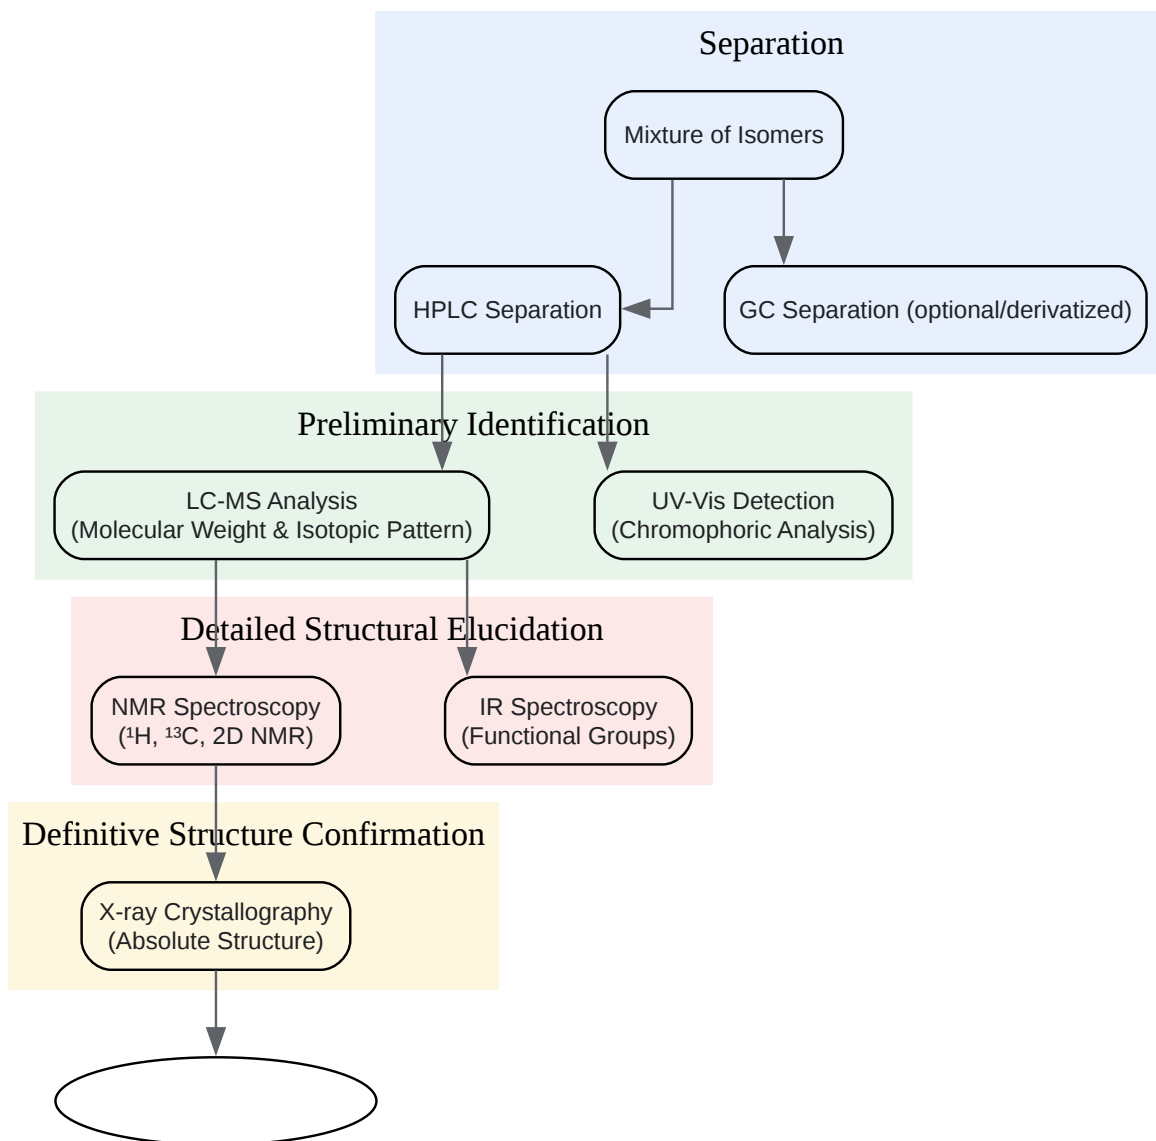 Separation
Mixture of Isomers
HPLC Separation
GC Separation (optional/derivatized)
Preliminary Identification
LC-MS Analysis
(Molecular Weight & Isotopic Pattern)
UV-Vis Detection
(Chromophoric Analysis)
Detailed Structural Elucidation
NMR Spectroscopy
(¹H, ¹³C, 2D NMR)
IR Spectroscopy
(Functional Groups)
Definitive Structure Confirmation
X-ray Crystallography
(Absolute Structure)